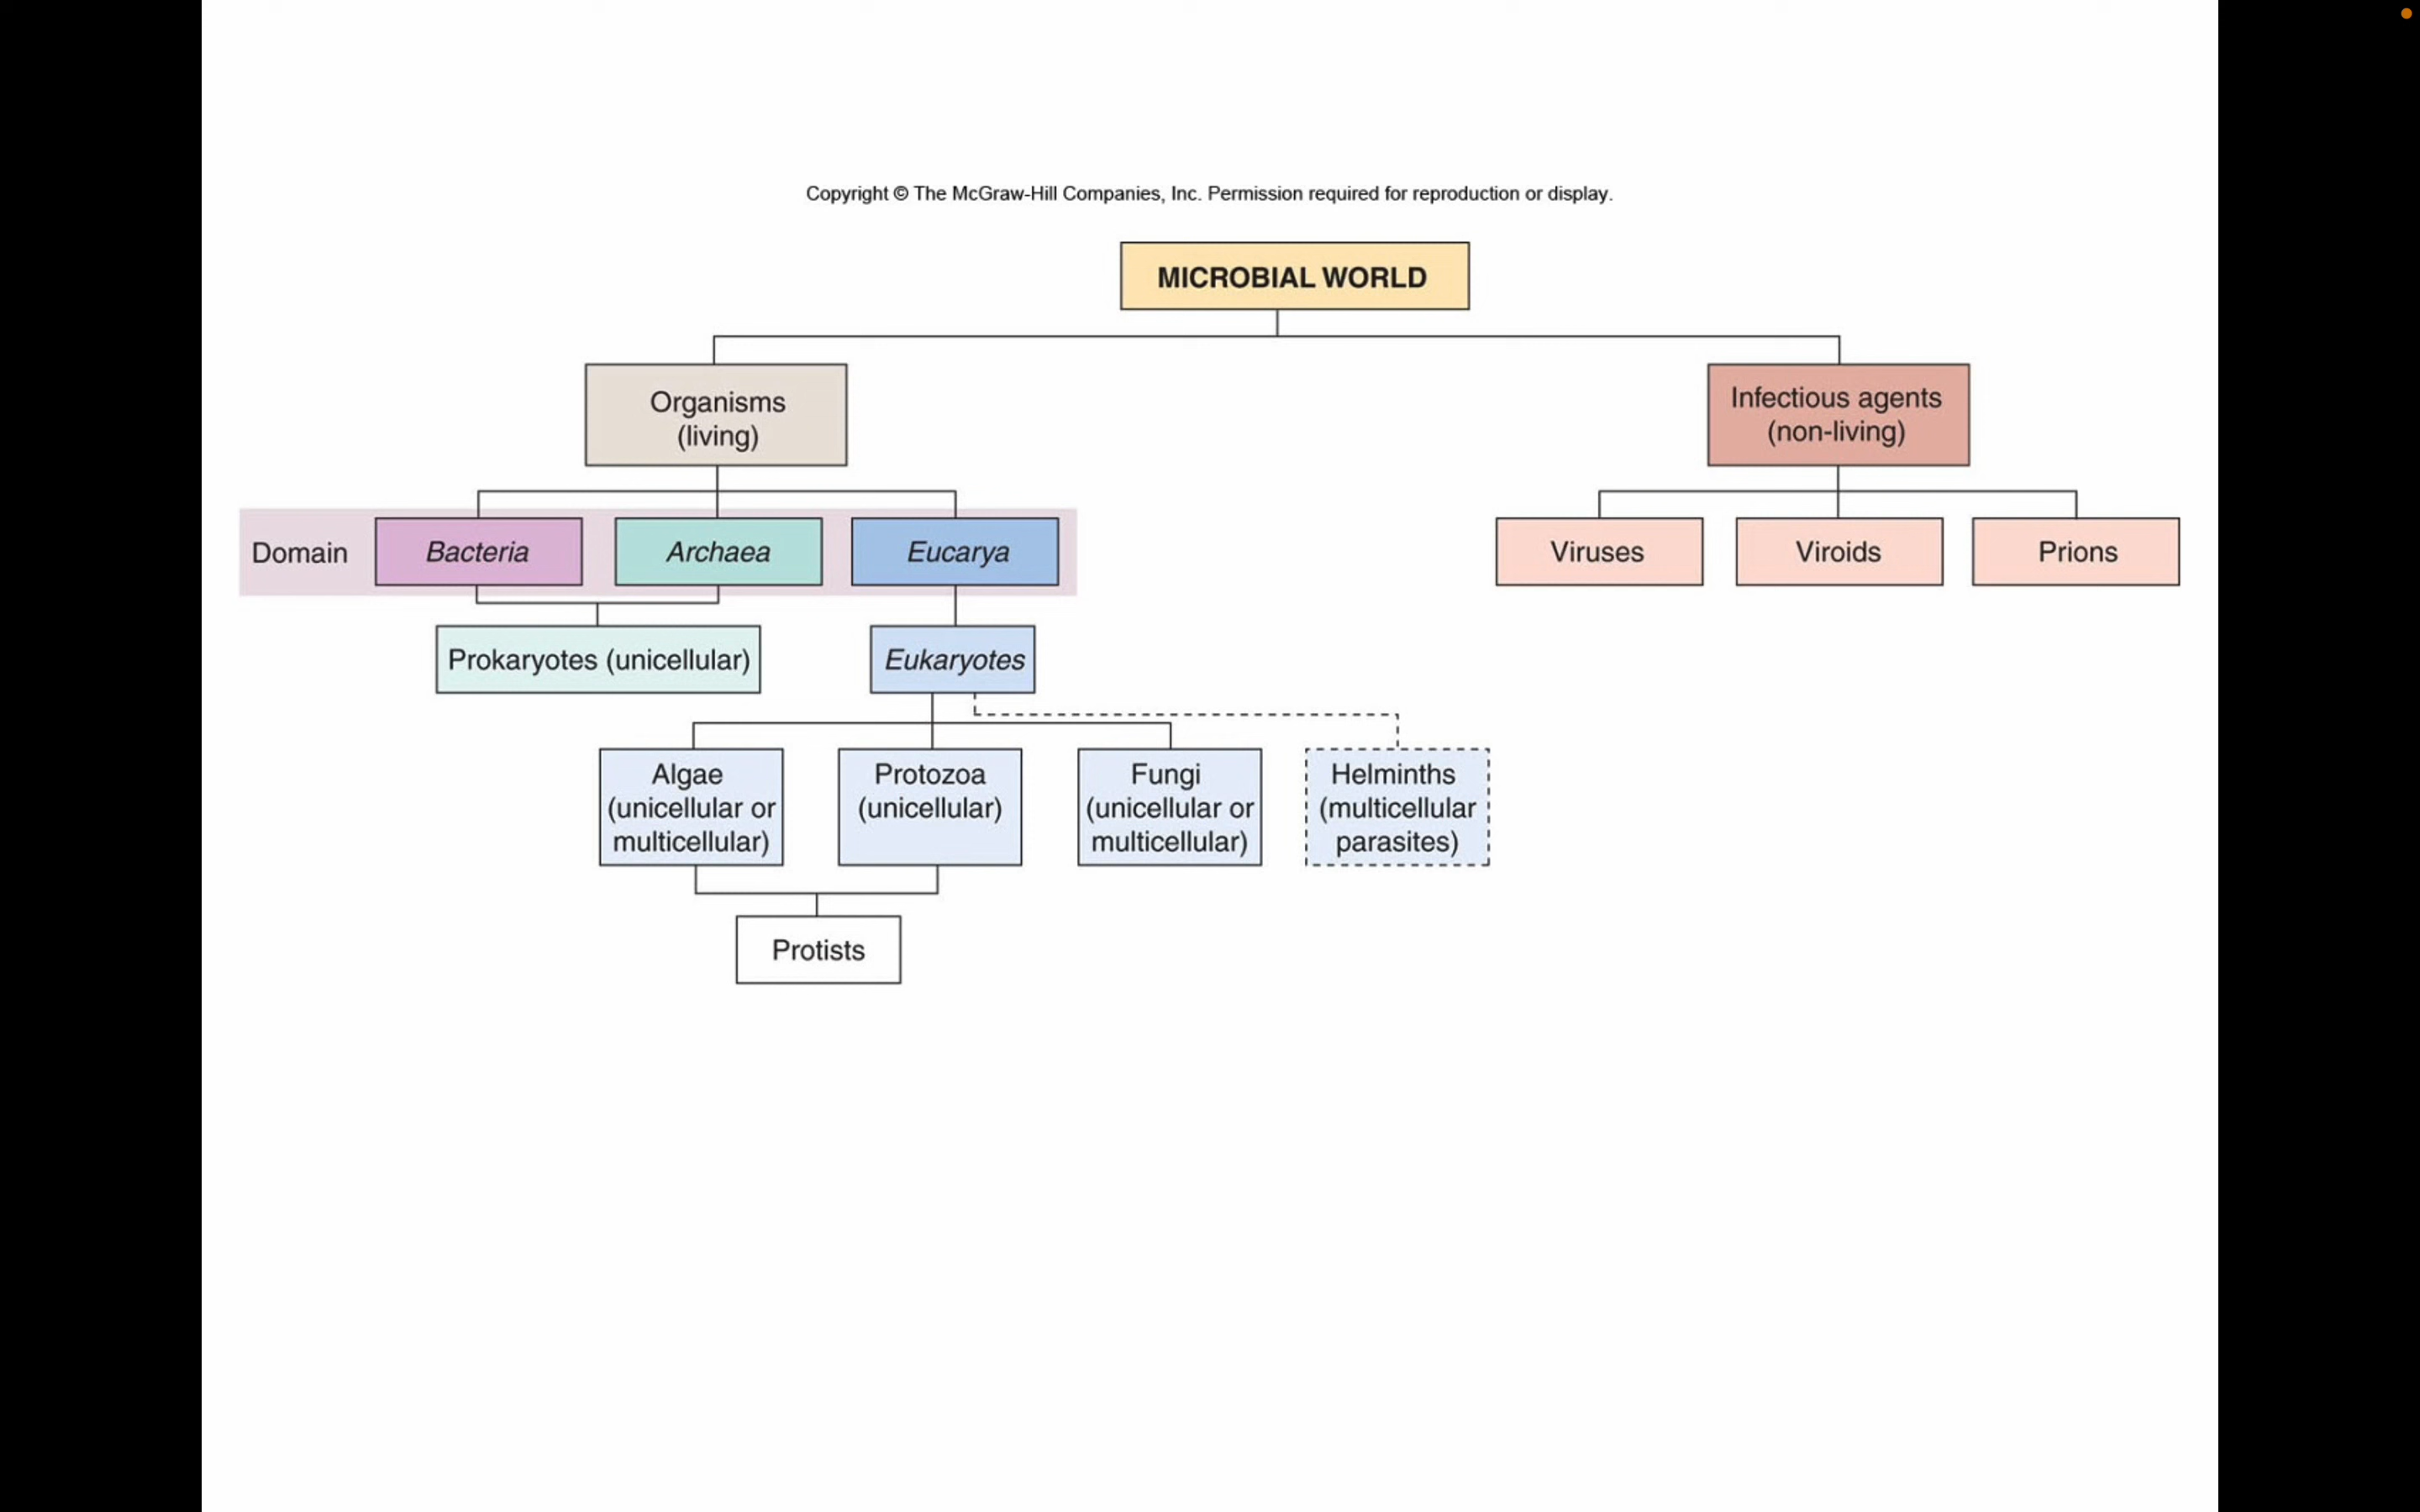 Copyright © The McGraw-Hill Companies, Inc. Permission required for reproduction or display.
MICROBIAL WORLD
Organisms
(living)
Infectious agents
(non-living)
Domain
Bacteria
Archaea
Eucarya
Viruses
Viroids
Prions
Prokaryotes (unicellular)
Eukaryotes
Algae
(unicellular or
multicellular)
Protozoa
(unicellular)
Fungi
(unicellular or
multicellular)
Helminths
(multicellular
parasites)
Protists